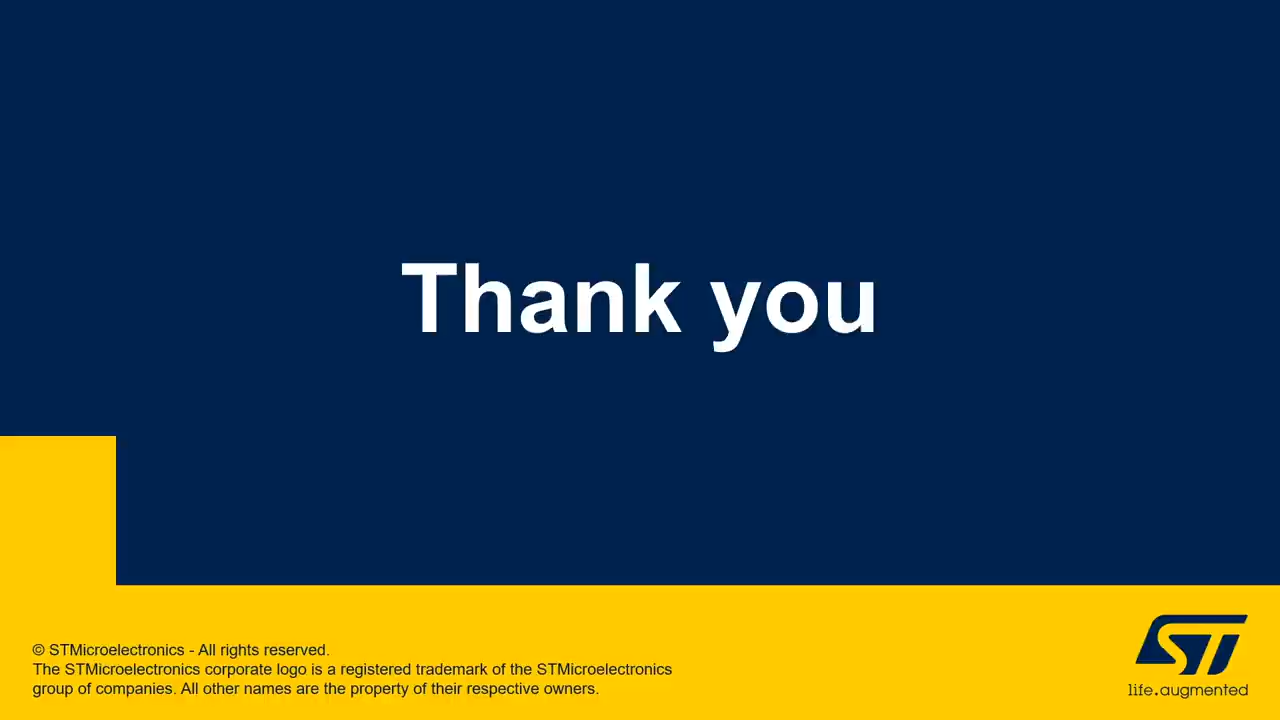 Thank you
© STMicroelectronics - All rights reserved.
The STMicroelectronics corporate logo is a registered trademark of the STMicroelectronics
group of companies. All other names are the property of their respective owners.
ST
life.augmented